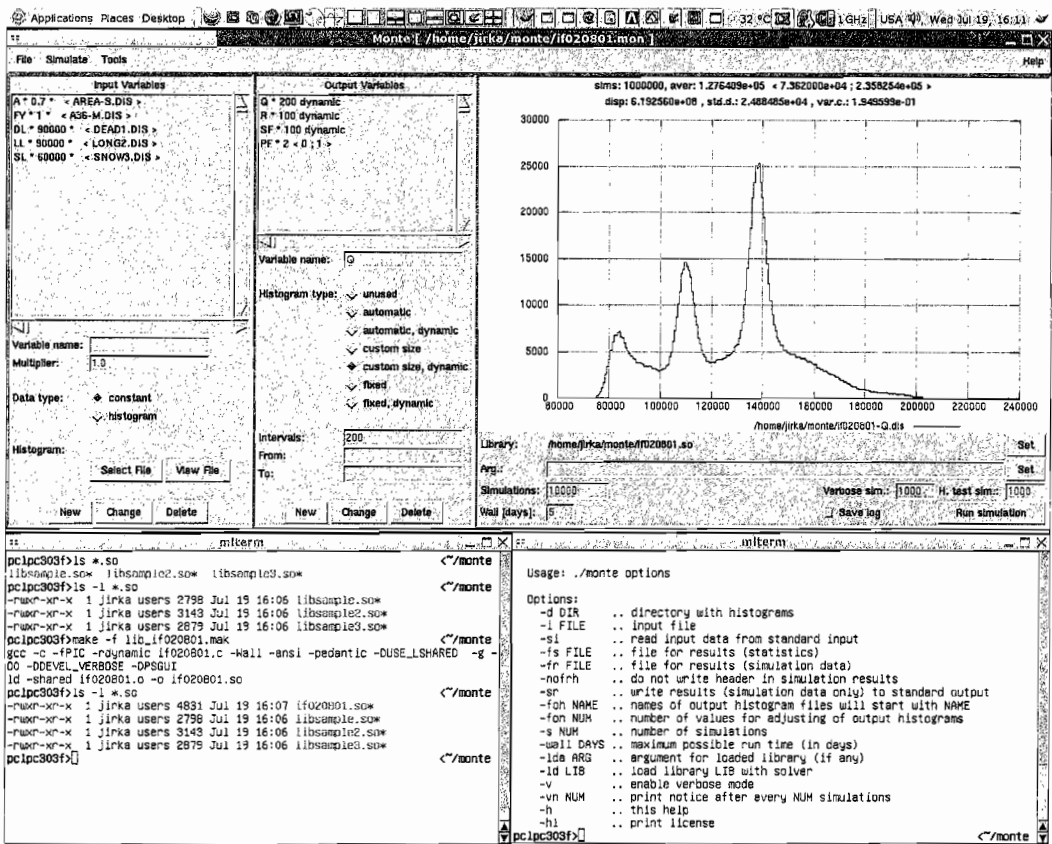 Applications Places Desktop
32 °C
1GHz
USA
Wed Jul 19, 16:11
Monte [ /home/jirka/monte/if020801.mon ]
File Simulate Tools
Help
Input Variables
A * 0.7 * < AREA-S.DIS >
FY * 1 * < A36-M.DIS >
DL * 90000 * < DEAD1.DIS >
LL * 90000 * < LONG2.DIS >
SL * 60000 * < SNOW3.DIS >
Variable name:
Multiplier: 1.0
Data type: constant
histogram
Histogram:
Select File View File
New Change Delete
Output Variables
Q * 200 dynamic
R * 100 dynamic
SF * 100 dynamic
PF * 2 < 0 ; 1 >
Variable name: Q
Histogram type: unused
automatic
automatic, dynamic
custom size
custom size, dynamic
fixed
fixed, dynamic
Intervals: 200
From:
To:
New Change Delete
sims: 1000000, aver: 1.276409e+05 < 7.362000e+04 ; 2.358254e+05 >
disp: 6.192560e+08 , std.d.: 2.488485e+04 , var.c.: 1.949599e-01
30000
25000
20000
15000
10000
5000
0
60000 80000 100000 120000 140000 160000 180000 200000 220000 240000
/home/jirka/monte/if020801-Q.dis
Library: /home/jirka/monte/if020801.so Set
Arg.: Set
Simulations: 10000 Verbose sim.: 1000 H. test sim.: 1000
Wall [days]: 5 Save log Run simulation
mlterm
pclpc303f>ls *.so <~/monte
libsample.so* libsample2.so* libsample3.so*
pclpc303f>ls -l *.so <~/monte
-rwxr-xr-x 1 jirka users 2798 Jul 19 16:06 libsample.so*
-rwxr-xr-x 1 jirka users 3143 Jul 19 16:06 libsample2.so*
-rwxr-xr-x 1 jirka users 2879 Jul 19 16:06 libsample3.so*
pclpc303f>make -f lib_if020801.mak <~/monte
gcc -c -fPIC -rdynamic if020801.c -Wall -ansi -pedantic -DUSE_LSHARED -g -
O0 -DDEVEL_VERBOSE -DPSGUI
ld -shared if020801.o -o if020801.so
pclpc303f>ls -l *.so <~/monte
-rwxr-xr-x 1 jirka users 4831 Jul 19 16:07 if020801.so*
-rwxr-xr-x 1 jirka users 2798 Jul 19 16:06 libsample.so*
-rwxr-xr-x 1 jirka users 3143 Jul 19 16:06 libsample2.so*
-rwxr-xr-x 1 jirka users 2879 Jul 19 16:06 libsample3.so*
pclpc303f> <~/monte
mlterm
Usage: ./monte options
Options:
-d DIR .. directory with histograms
-i FILE .. input file
-si .. read input data from standard input
-fs FILE .. file for results (statistics)
-fr FILE .. file for results (simulation data)
-nofrh .. do not write header in simulation results
-sr .. write results (simulation data only) to standard output
-foh NAME .. names of output histogram files will start with NAME
-fon NUM .. number of values for adjusting of output histograms
-s NUM .. number of simulations
-wall DAYS .. maximum possible run time (in days)
-lda ARG .. argument for loaded library (if any)
-ld LIB .. load library LIB with solver
-v .. enable verbose mode
-vn NUM .. print notice after every NUM simulations
-h .. this help
-hl .. print license
pclpc303f> <~/monte